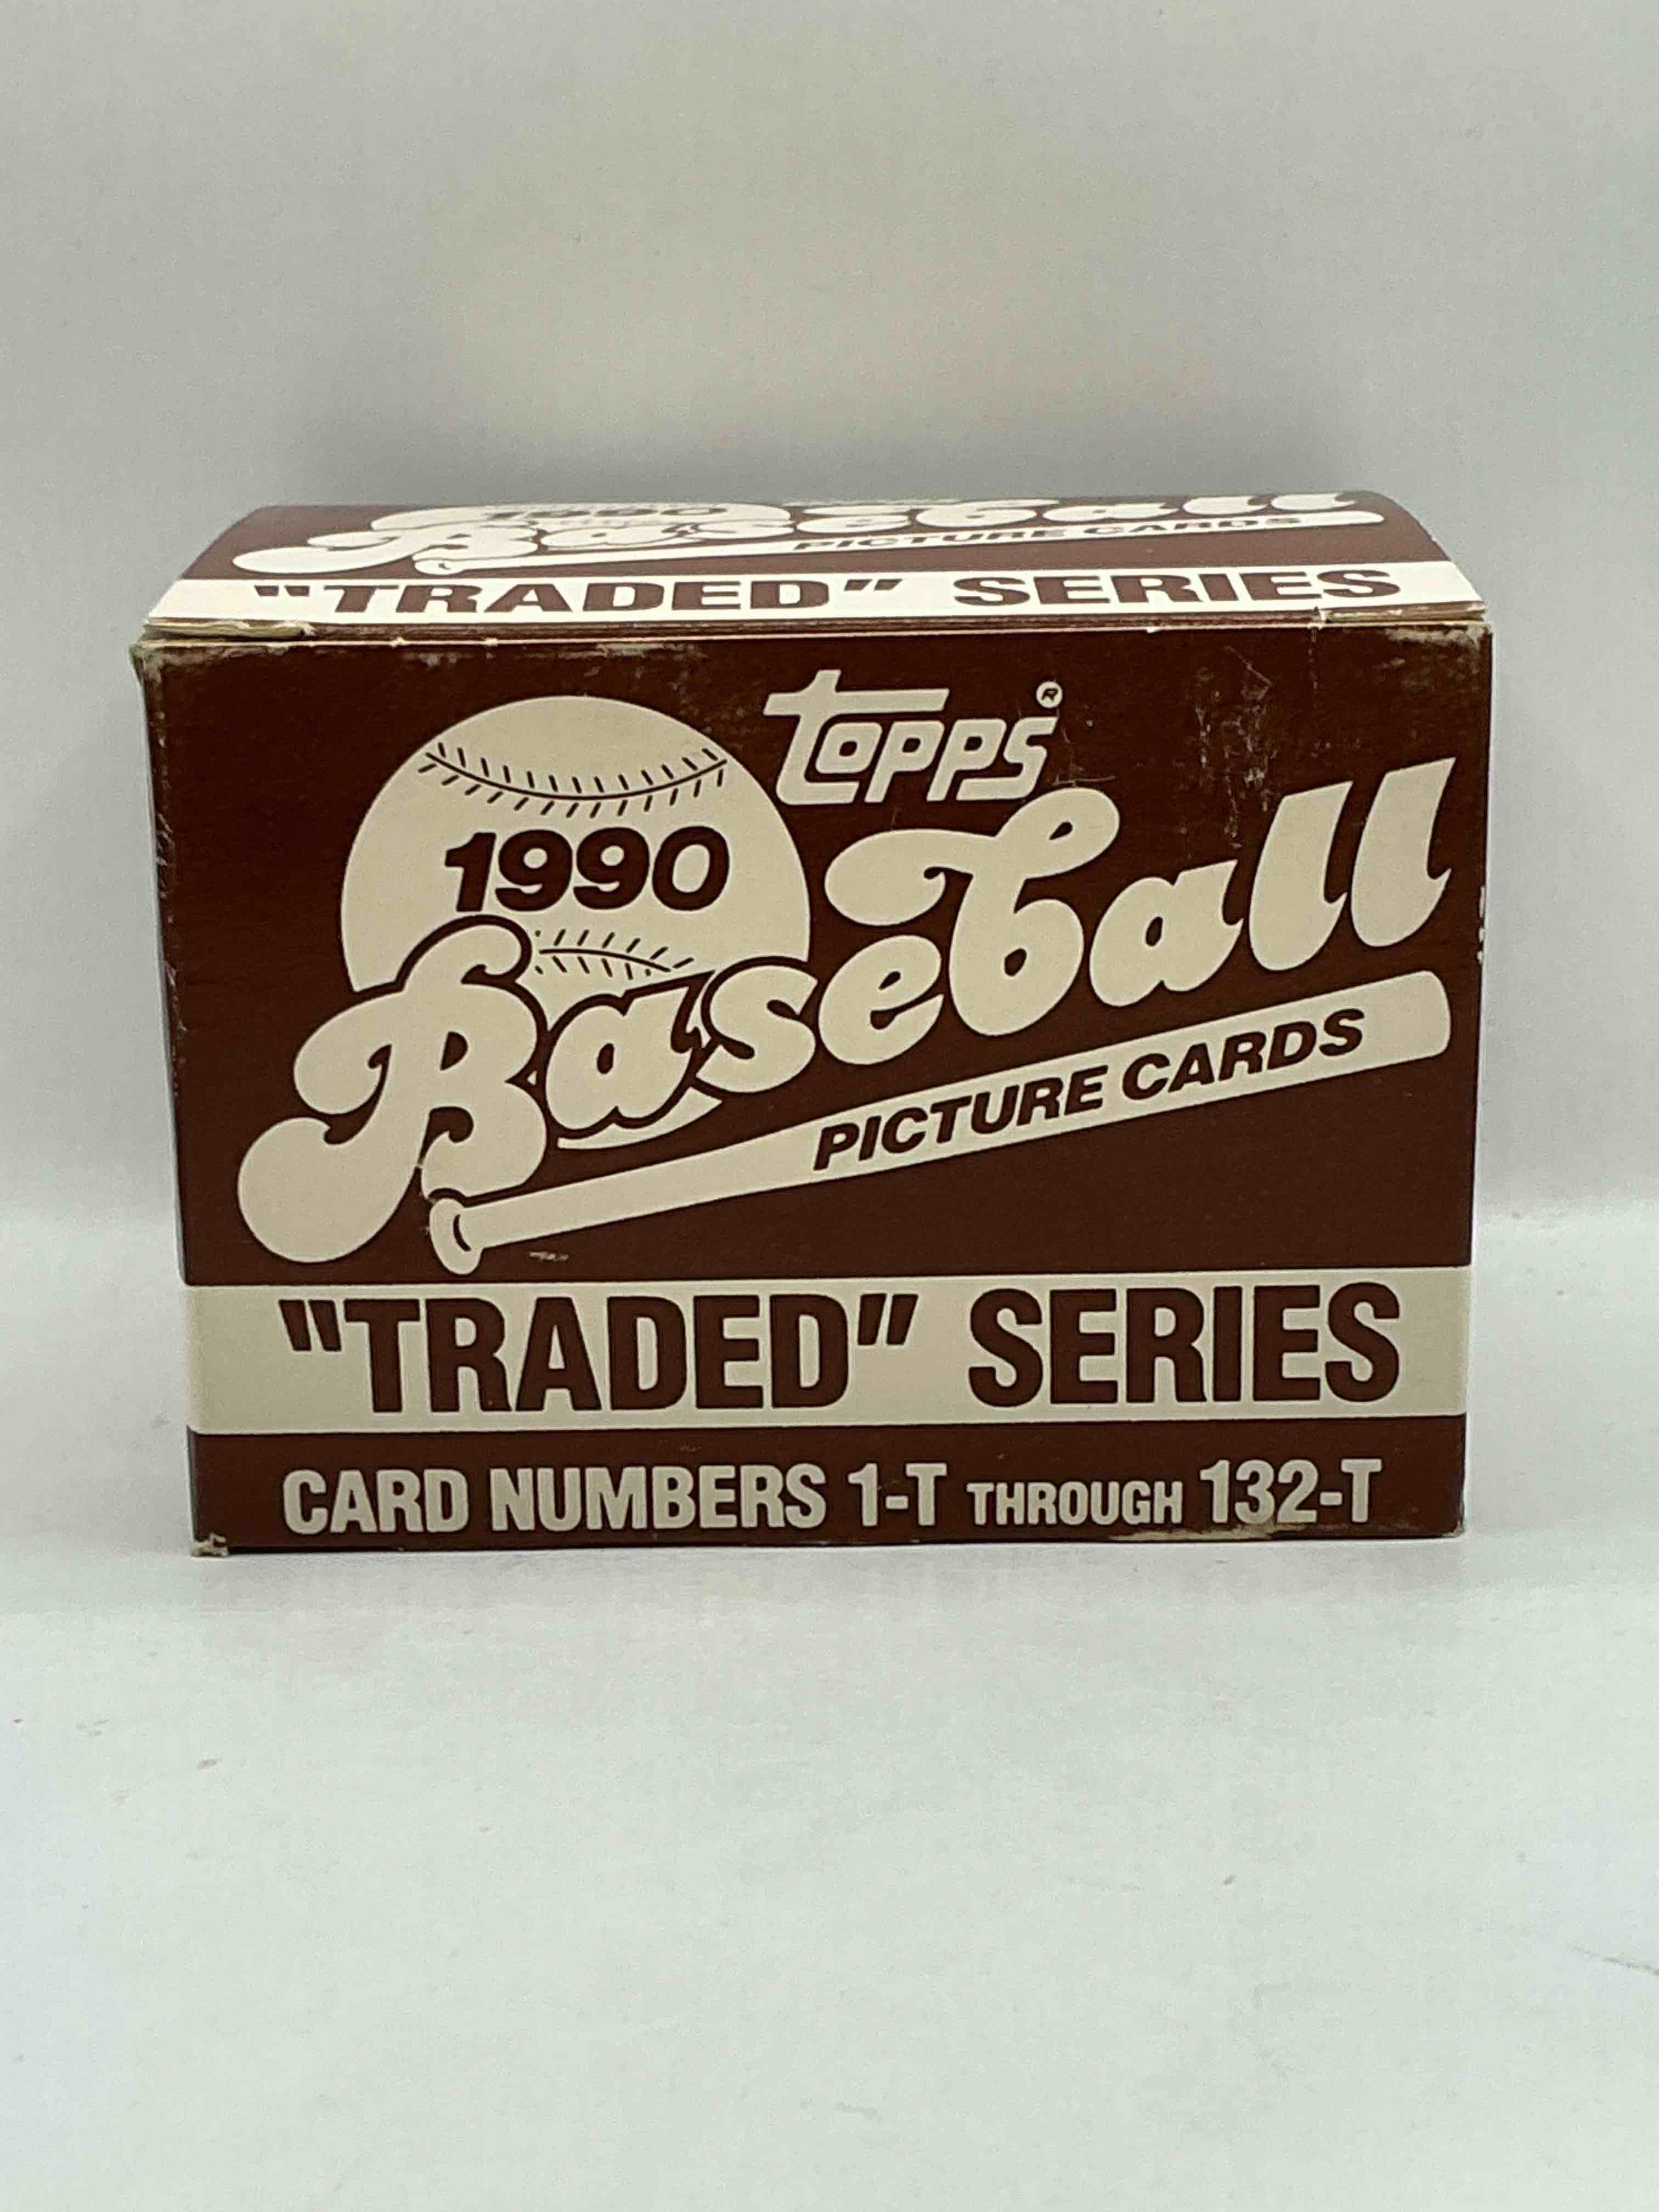 1990
Baseball
PICTURE CARDS
"TRADED" SERIES
Topps®
1990
Baseball
PICTURE CARDS
"TRADED" SERIES
CARD NUMBERS 1-T THROUGH 132-T